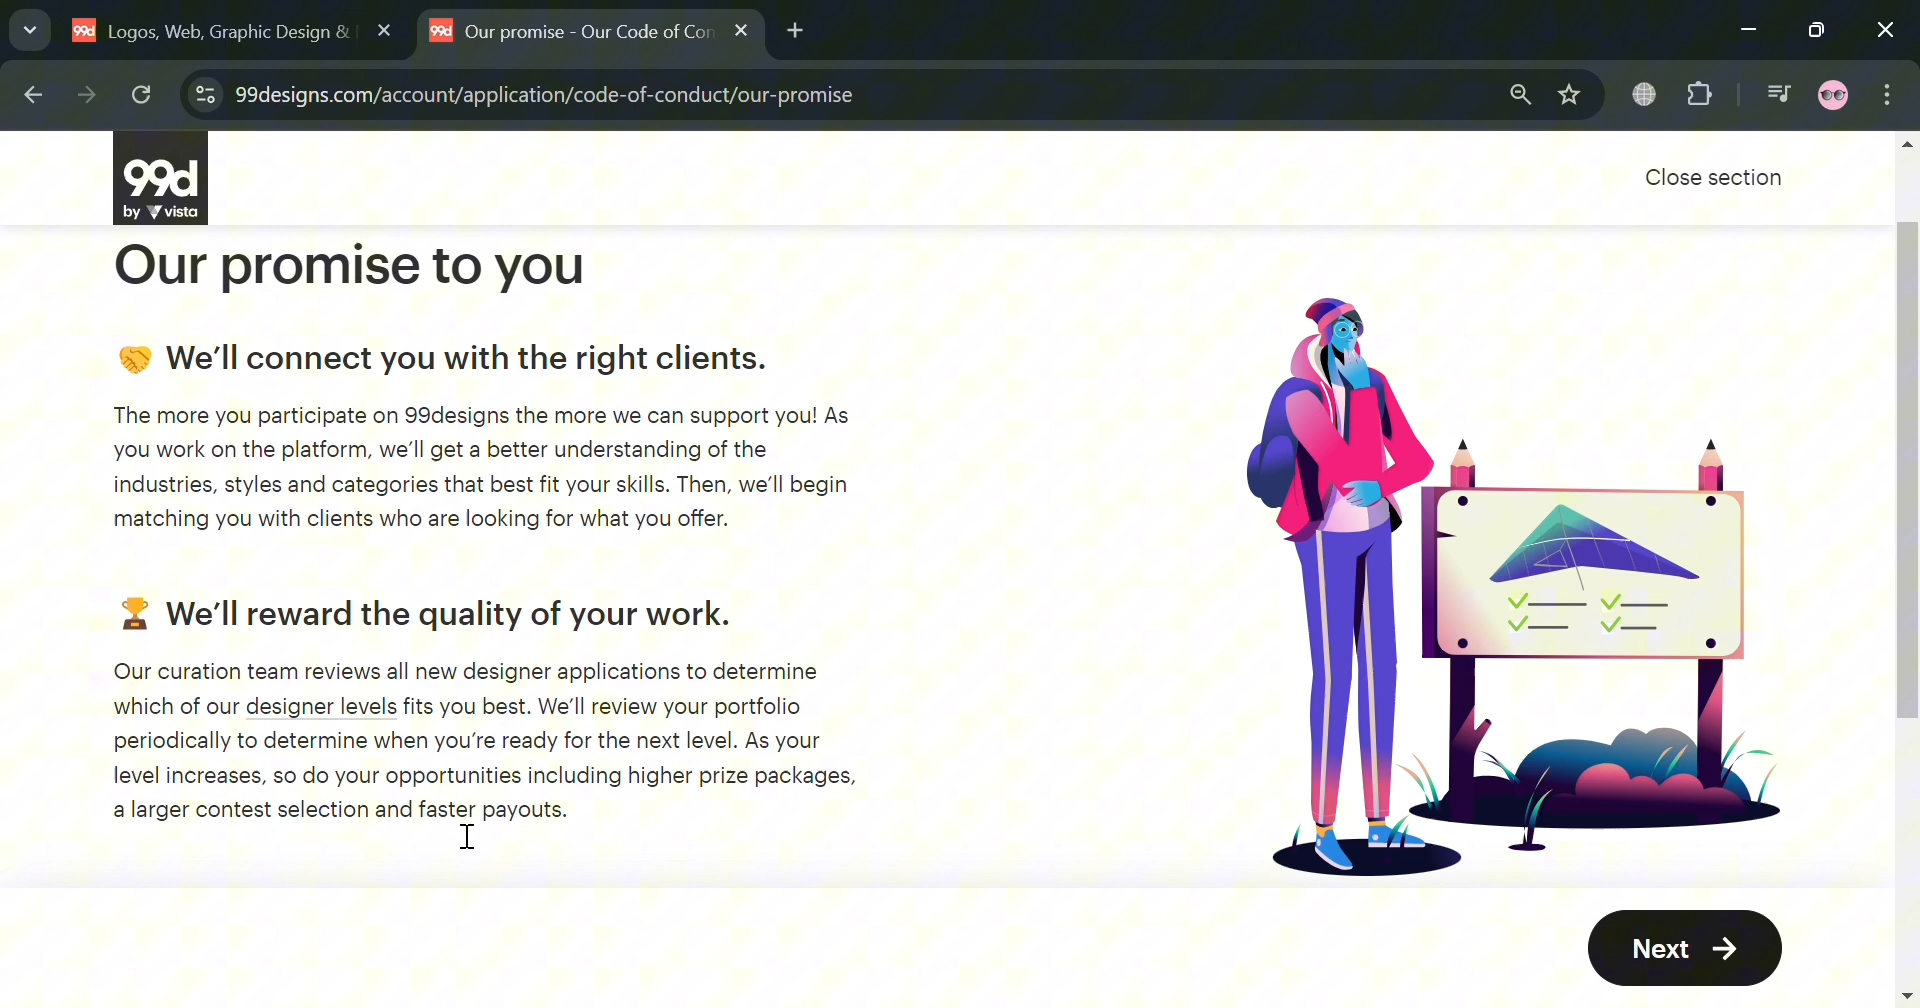 Logos, Web, Graphic Design &
Our promise - Our Code of Con
99designs.com/account/application/code-of-conduct/our-promise
99d
by vista
Close section
Our promise to you
🤝 We’ll connect you with the right clients.
The more you participate on 99designs the more we can support you! As
you work on the platform, we’ll get a better understanding of the
industries, styles and categories that best fit your skills. Then, we’ll begin
matching you with clients who are looking for what you offer.
🏆 We’ll reward the quality of your work.
Our curation team reviews all new designer applications to determine
which of our designer levels fits you best. We’ll review your portfolio
periodically to determine when you’re ready for the next level. As your
level increases, so do your opportunities including higher prize packages,
a larger contest selection and faster payouts.
Next →